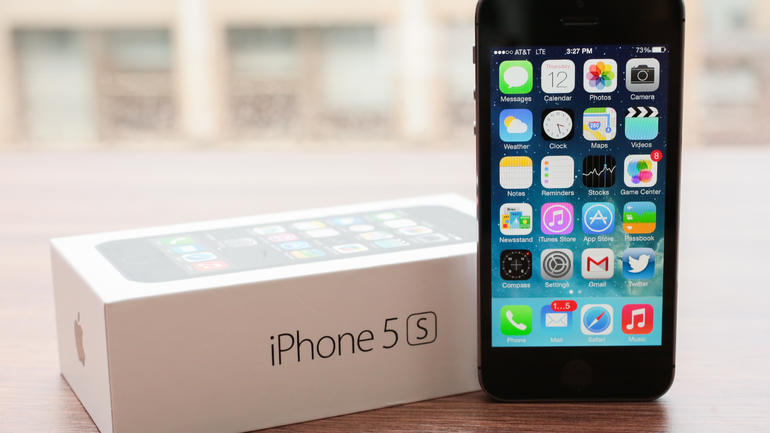 AT&T LTE 3:27 PM 73%
Thursday
12
Messages Calendar Photos Camera
280
Weather Clock Maps Videos
8
Notes Reminders Stocks Game Center
Newsstand iTunes Store App Store Passbook
Compass Settings Gmail Twitter
1...5
Phone Mail Safari Music
iPhone 5 S